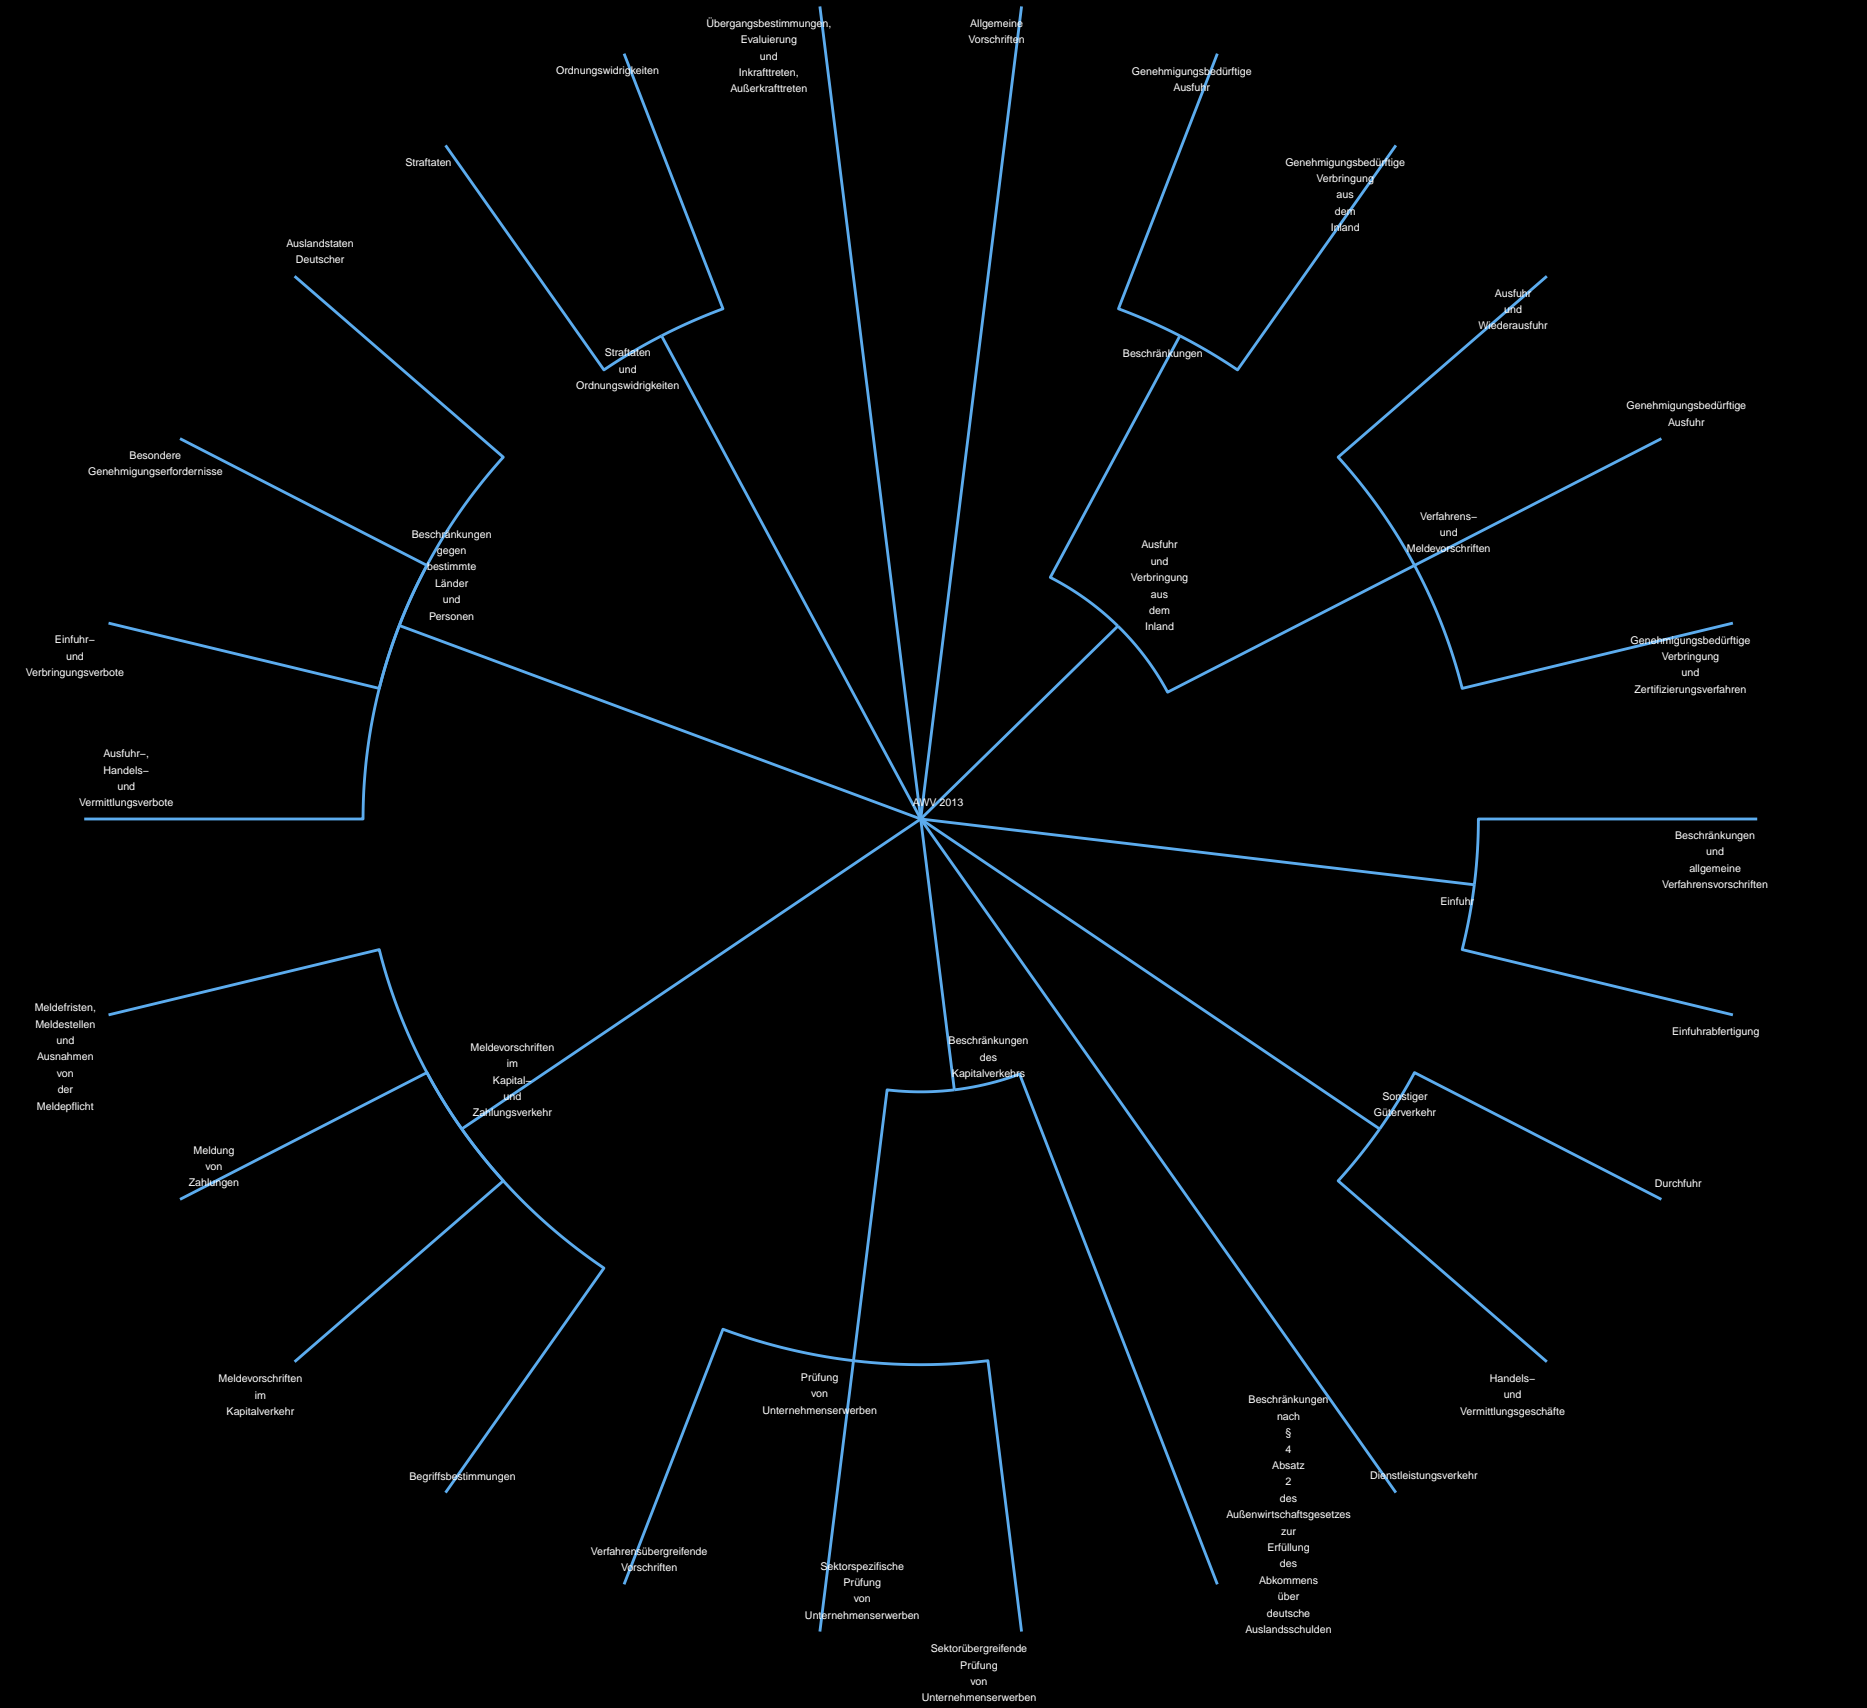 Übergangsbestimmungen,
Evaluierung
und
Inkrafttreten,
Außerkrafttreten
Allgemeine
Vorschriften
Ordnungswidrigkeiten
Genehmigungsbedürftige
Ausfuhr
Straftaten
Genehmigungsbedürftige
Verbringung
aus
dem
Inland
Auslandstaten
Deutscher
Ausfuhr
und
Wiederausfuhr
Straftaten
und
Ordnungswidrigkeiten
Beschränkungen
Genehmigungsbedürftige
Ausfuhr
Besondere
Genehmigungserfordernisse
Beschränkungen
gegen
bestimmte
Länder
und
Personen
Ausfuhr
und
Verbringung
aus
dem
Inland
Verfahrens–
und
Meldevorschriften
Einfuhr–
und
Verbringungsverbote
Genehmigungsbedürftige
Verbringung
und
Zertifizierungsverfahren
Ausfuhr–,
Handels–
und
Vermittlungsverbote
AWV 2013
Beschränkungen
und
allgemeine
Verfahrensvorschriften
Einfuhr
Meldefristen,
Meldestellen
und
Ausnahmen
von
der
Meldepflicht
Einfuhrabfertigung
Meldevorschriften
im
Kapital–
und
Zahlungsverkehr
Beschränkungen
des
Kapitalverkehrs
Sonstiger
Güterverkehr
Meldung
von
Zahlungen
Durchfuhr
Meldevorschriften
im
Kapitalverkehr
Prüfung
von
Unternehmenserwerben
Handels–
und
Vermittlungsgeschäfte
Beschränkungen
nach
§
4
Absatz
2
des
Außenwirtschaftsgesetzes
zur
Erfüllung
des
Abkommens
über
deutsche
Auslandsschulden
Begriffsbestimmungen
Dienstleistungsverkehr
Verfahrensübergreifende
Vorschriften
Sektorspezifische
Prüfung
von
Unternehmenserwerben
Sektorübergreifende
Prüfung
von
Unternehmenserwerben